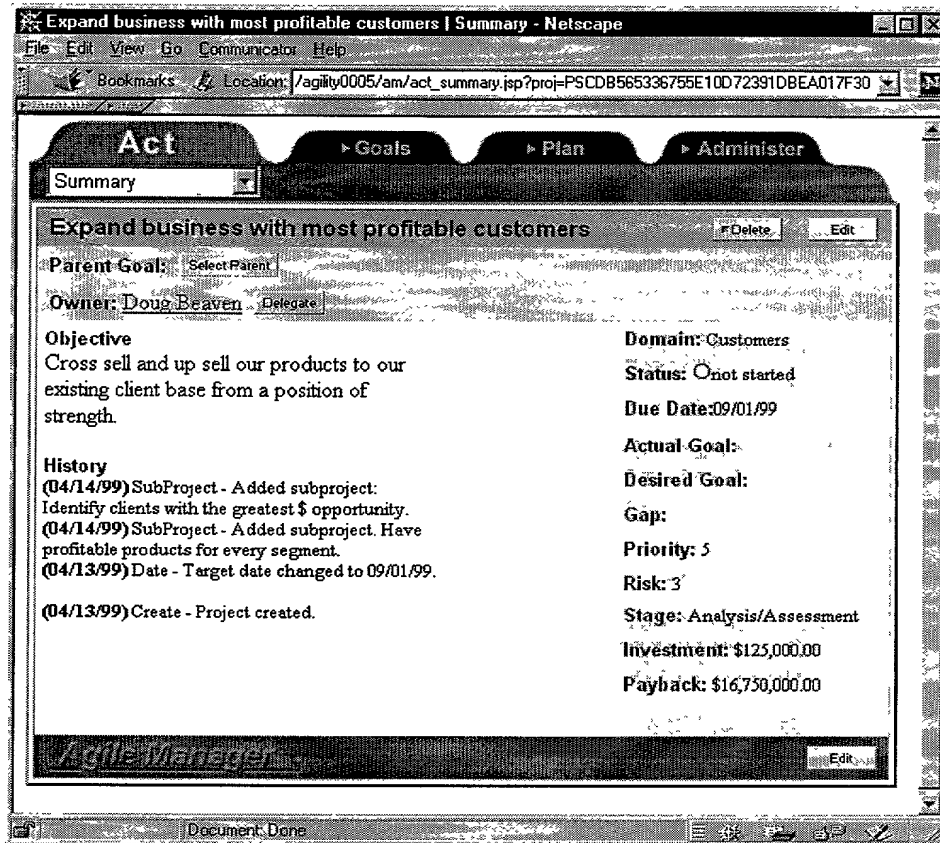 Expand business with most profitable customers | Summary - Netscape
File Edit View Go Communicator Help
Bookmarks Location: /agility0005/am/act_summary.jsp?proj=PSCDB565336755E10D72391DBEA017F30
Act Goals Plan Administer
Summary
Expand business with most profitable customers Delete Edit
Parent Goal: Select Parent
Owner: Doug Beaven Delegate
Objective
Cross sell and up sell our products to our
existing client base from a position of
strength.
History
(04/14/99) SubProject - Added subproject:
Identify clients with the greatest $ opportunity.
(04/14/99) SubProject - Added subproject. Have
profitable products for every segment.
(04/13/99) Date - Target date changed to 09/01/99.
(04/13/99) Create - Project created.
Domain: Customers
Status: not started
Due Date:09/01/99
Actual Goal:
Desired Goal:
Gap:
Priority: 5
Risk: 3
Stage: Analysis/Assessment
Investment: $125,000.00
Payback: $16,750,000.00
Agile Manager Edit
Document: Done